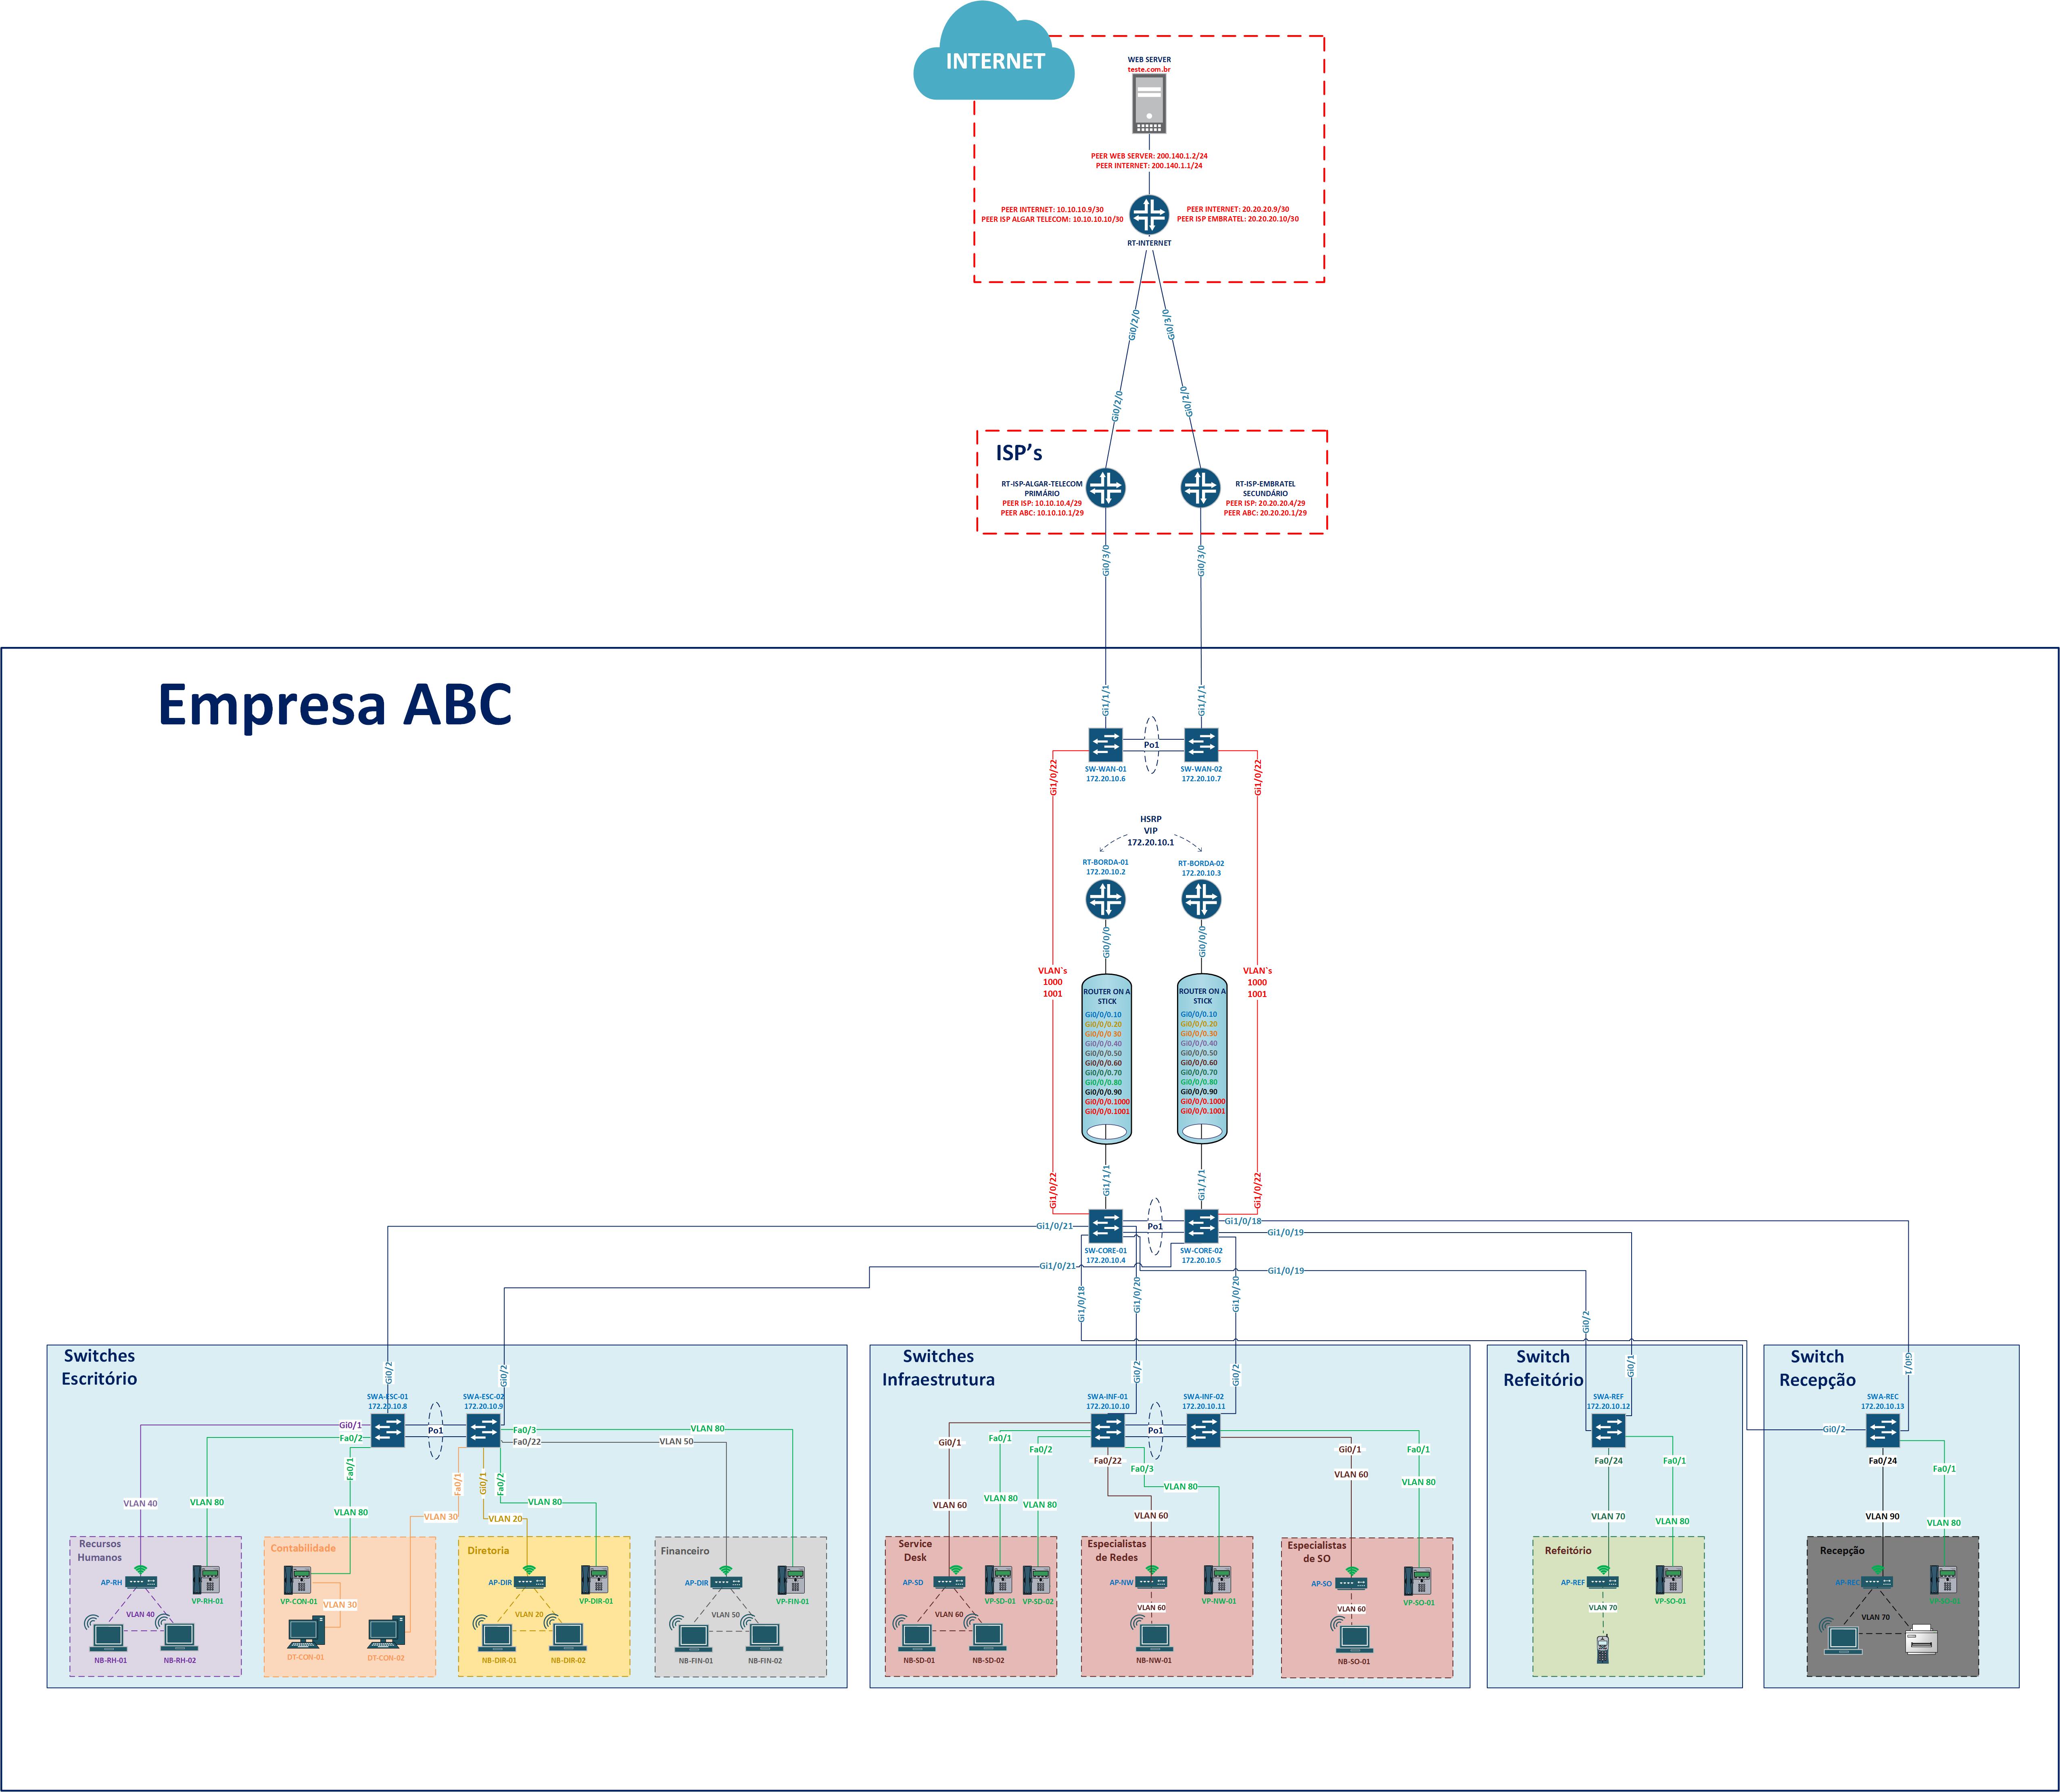 INTERNET
WEB SERVER
teste.com.br
PEER WEB SERVER: 200.140.1.2/24
PEER INTERNET: 200.140.1.1/24
PEER INTERNET: 10.10.10.9/30
PEER ISP ALGAR TELECOM: 10.10.10.10/30
PEER INTERNET: 20.20.20.9/30
PEER ISP EMBRATEL: 20.20.20.10/30
RT-INTERNET
Gi0/2/0
Gi0/3/0
Gi0/2/0
Gi0/2/0
ISP's
RT-ISP-ALGAR-TELECOM
PRIMÁRIO
PEER ISP: 10.10.10.4/29
PEER ABC: 10.10.10.1/29
RT-ISP-EMBRATEL
SECUNDÁRIO
PEER ISP: 20.20.20.4/29
PEER ABC: 20.20.20.1/29
Gi0/3/0
Gi0/3/0
Empresa ABC
Gi1/1/1
Gi1/1/1
Po1
SW-WAN-01
172.20.10.6
SW-WAN-02
172.20.10.7
Gi1/0/22
Gi1/0/22
HSRP
VIP
172.20.10.1
RT-BORDA-01
172.20.10.2
RT-BORDA-02
172.20.10.3
Gi0/0/0
Gi0/0/0
VLAN`s
1000
1001
VLAN`s
1000
1001
ROUTER ON A
STICK
Gi0/0/0.10
Gi0/0/0.20
Gi0/0/0.30
Gi0/0/0.40
Gi0/0/0.50
Gi0/0/0.60
Gi0/0/0.70
Gi0/0/0.80
Gi0/0/0.90
Gi0/0/0.1000
Gi0/0/0.1001
ROUTER ON A
STICK
Gi0/0/0.10
Gi0/0/0.20
Gi0/0/0.30
Gi0/0/0.40
Gi0/0/0.50
Gi0/0/0.60
Gi0/0/0.70
Gi0/0/0.80
Gi0/0/0.90
Gi0/0/0.1000
Gi0/0/0.1001
Gi1/0/22
Gi1/1/1
Gi1/1/1
Gi1/0/22
Gi1/0/21
Po1
Gi1/0/18
Gi1/0/19
SW-CORE-01
172.20.10.4
SW-CORE-02
172.20.10.5
Gi1/0/21
Gi1/0/19
Gi1/0/18
Gi1/0/20
Gi1/0/20
Gi0/2
Switches
Escritório
Gi0/2
Gi0/2
SWA-ESC-01
172.20.10.8
SWA-ESC-02
172.20.10.9
Po1
Gi0/1
Fa0/2
Fa0/1
Fa0/3
Fa0/22
Fa0/1
Gi0/1
Fa0/2
VLAN 80
VLAN 50
VLAN 40
VLAN 80
VLAN 80
VLAN 30
VLAN 20
VLAN 80
Recursos
Humanos
AP-RH
VP-RH-01
VLAN 40
NB-RH-01
NB-RH-02
Contabilidade
VP-CON-01
VLAN 30
DT-CON-01
DT-CON-02
Diretoria
AP-DIR
VP-DIR-01
VLAN 20
NB-DIR-01
NB-DIR-02
Financeiro
AP-DIR
VP-FIN-01
VLAN 50
NB-FIN-01
NB-FIN-02
Switches
Infraestrutura
Gi0/2
Gi0/2
SWA-INF-01
172.20.10.10
SWA-INF-02
172.20.10.11
Po1
Gi0/1
Fa0/1
Fa0/2
Fa0/22
Fa0/3
Gi0/1
Fa0/1
VLAN 60
VLAN 80
VLAN 80
VLAN 60
VLAN 80
VLAN 60
VLAN 80
Service
Desk
AP-SD
VP-SD-01
VP-SD-02
VLAN 60
NB-SD-01
NB-SD-02
Especialistas
de Redes
AP-NW
VP-NW-01
VLAN 60
NB-NW-01
Especialistas
de SO
AP-SO
VP-SO-01
VLAN 60
NB-SO-01
Switch
Refeitório
Gi0/1
SWA-REF
172.20.10.12
Fa0/24
Fa0/1
VLAN 70
VLAN 80
Refeitório
AP-REF
VP-SO-01
VLAN 70
Switch
Recepção
Gi0/1
SWA-REC
172.20.10.13
Gi0/2
Fa0/24
Fa0/1
VLAN 90
VLAN 80
Recepção
AP-REC
VLAN 70